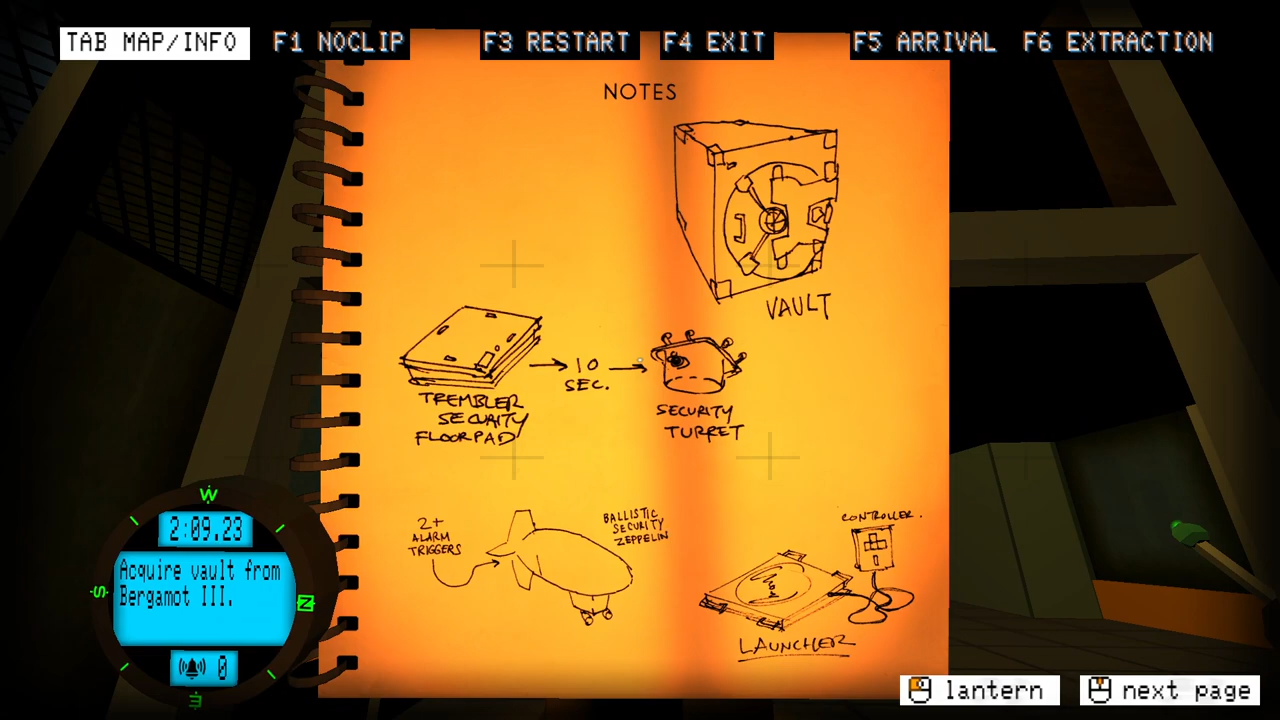 TAB MAP/INFO
F1 NOCLIP
F3 RESTART
F4 EXIT
F5 ARRIVAL
F6 EXTRACTION
NOTES
VAULT
10
SEC.
TREMBLER
SECURITY
FLOORPAD
SECURITY
TURRET
2+
ALARM
TRIGGERS
BALLISTIC
SECURITY
ZEPPELIN
CONTROLLER.
LAUNCHER
W
S
N
E
2:09.23
Acquire vault from
Bergamot III.
0
lantern
next page